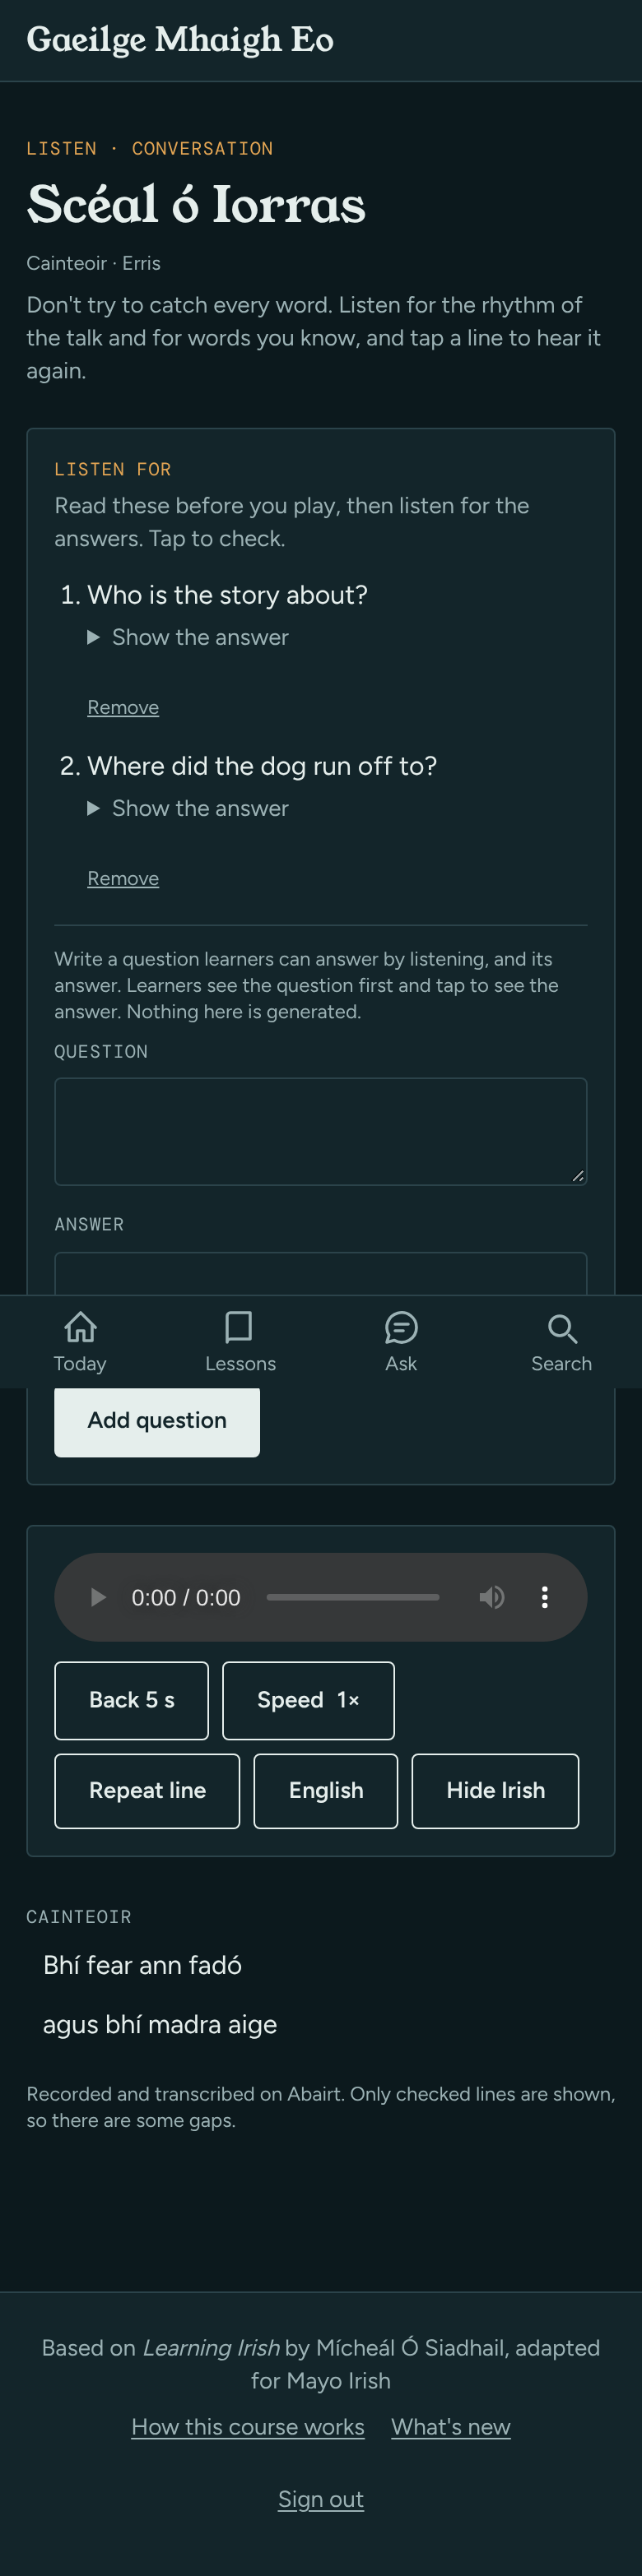 Gaeilge Mhaigh Eo
LISTEN · CONVERSATION
Scéal ó Iorras
Cainteoir · Erris
Don't try to catch every word. Listen for the rhythm of
the talk and for words you know, and tap a line to hear it
again.
LISTEN FOR
Read these before you play, then listen for the
answers. Tap to check.
1. Who is the story about?
Show the answer
Remove
2. Where did the dog run off to?
Show the answer
Remove
Write a question learners can answer by listening, and its
answer. Learners see the question first and tap to see the
answer. Nothing here is generated.
QUESTION
ANSWER
Today Lessons Ask Search
Add question
0:00 / 0:00
Back 5 s Speed 1×
Repeat line English Hide Irish
CAINTEOIR
Bhí fear ann fadó
agus bhí madra aige
Recorded and transcribed on Abairt. Only checked lines are shown,
so there are some gaps.
Based on Learning Irish by Mícheál Ó Siadhail, adapted
for Mayo Irish
How this course works What's new
Sign out